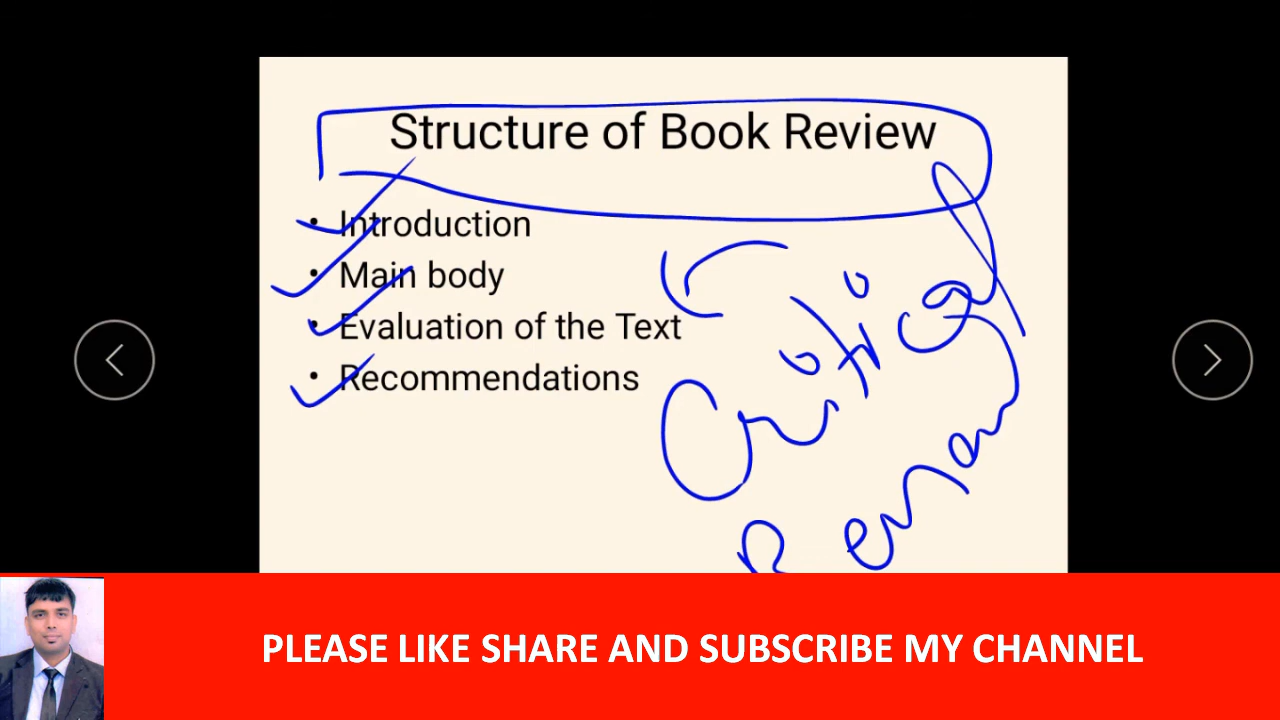 Structure of Book Review
• Introduction
• Main body
• Evaluation of the Text
• Recommendations
Critical
PLEASE LIKE SHARE AND SUBSCRIBE MY CHANNEL